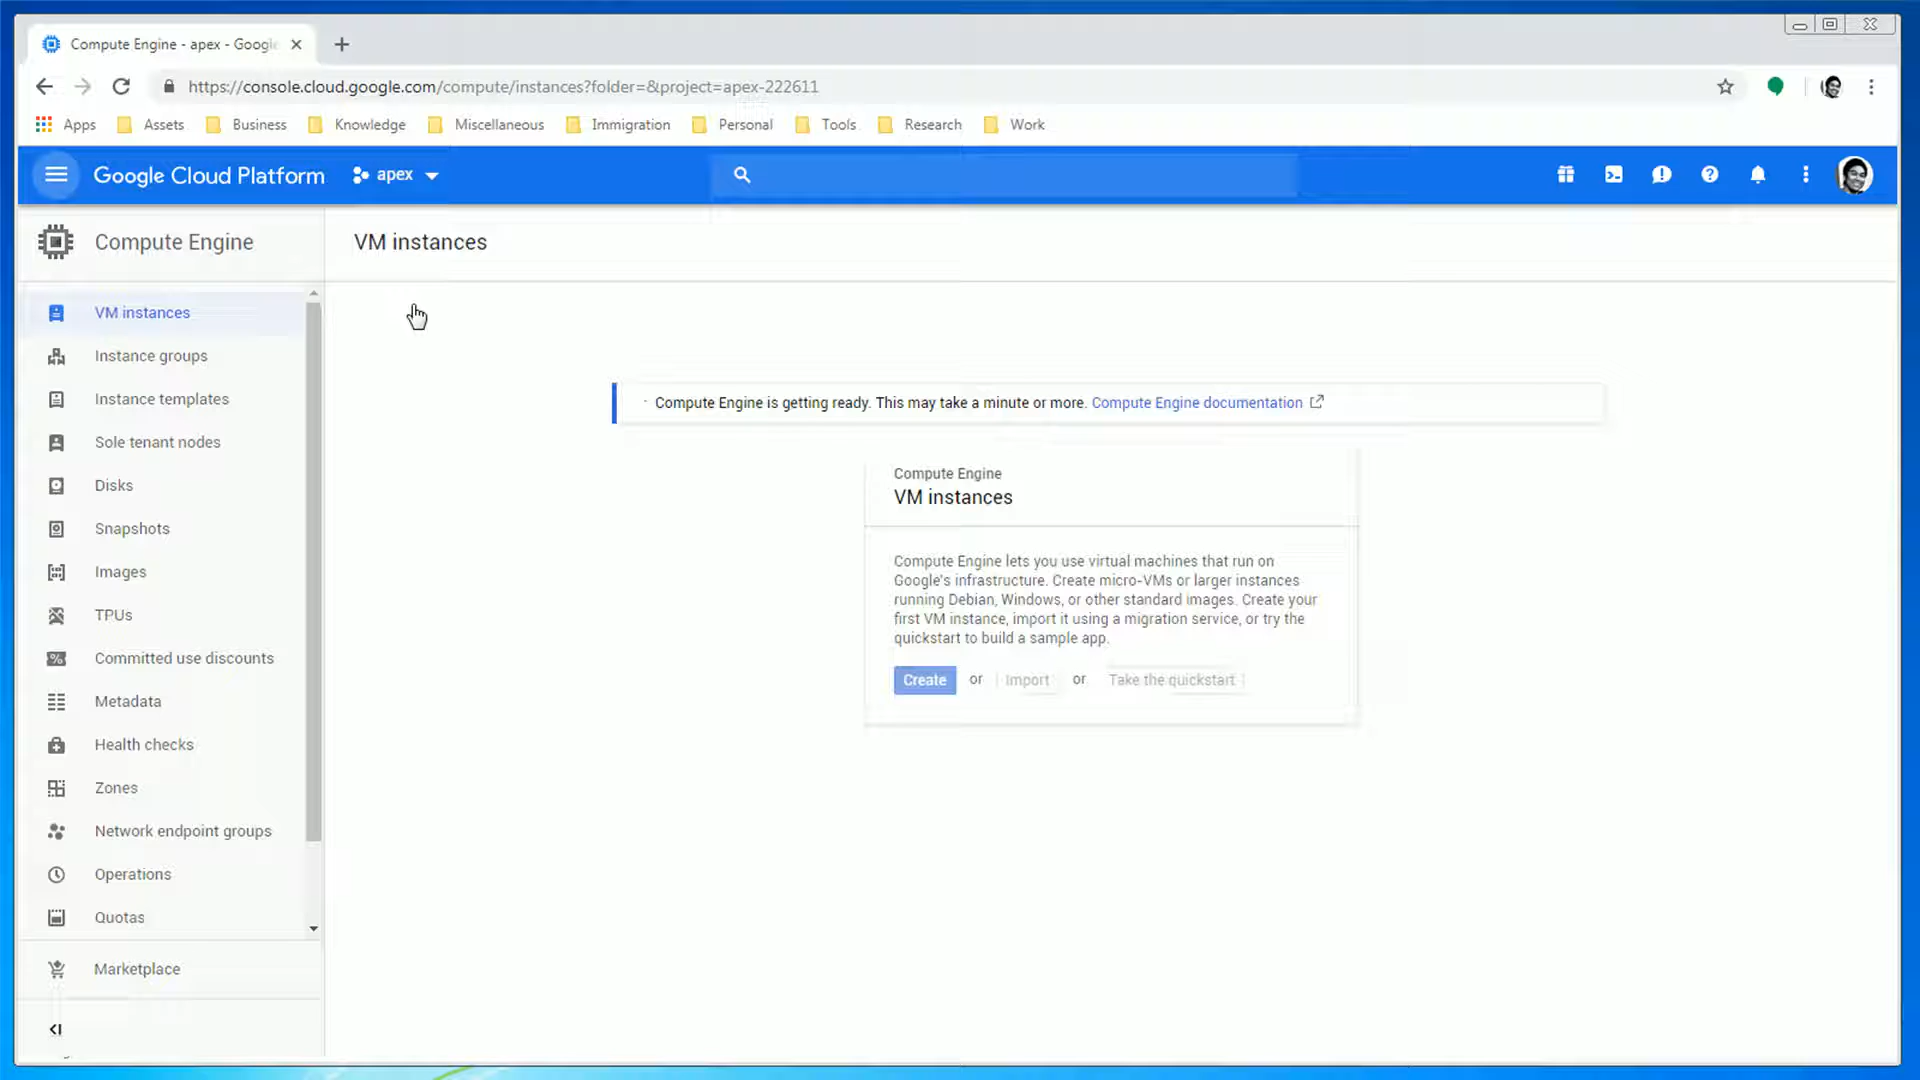 Compute Engine - apex - Google
https://console.cloud.google.com/compute/instances?folder=&project=apex-222611
Apps Assets Business Knowledge Miscellaneous Immigration Personal Tools Research Work
Google Cloud Platform apex
Compute Engine
VM instances
VM instances
Instance groups
Instance templates
Sole tenant nodes
Disks
Snapshots
Images
TPUs
Committed use discounts
Metadata
Health checks
Zones
Network endpoint groups
Operations
Quotas
Marketplace
Compute Engine is getting ready. This may take a minute or more. Compute Engine documentation
Compute Engine
VM instances
Compute Engine lets you use virtual machines that run on
Google's infrastructure. Create micro-VMs or larger instances
running Debian, Windows, or other standard images. Create your
first VM instance, import it using a migration service, or try the
quickstart to build a sample app.
Create or Import or Take the quickstart